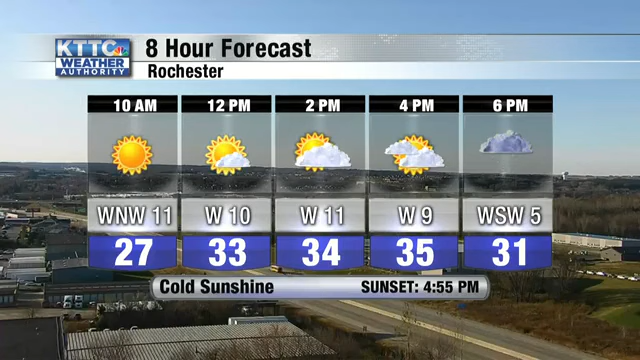 KTTC
WEATHER
AUTHORITY
8 Hour Forecast
Rochester
10 AM 12 PM 2 PM 4 PM 6 PM
WNW 11 W 10 W 11 W 9 WSW 5
27 33 34 35 31
Cold Sunshine SUNSET: 4:55 PM